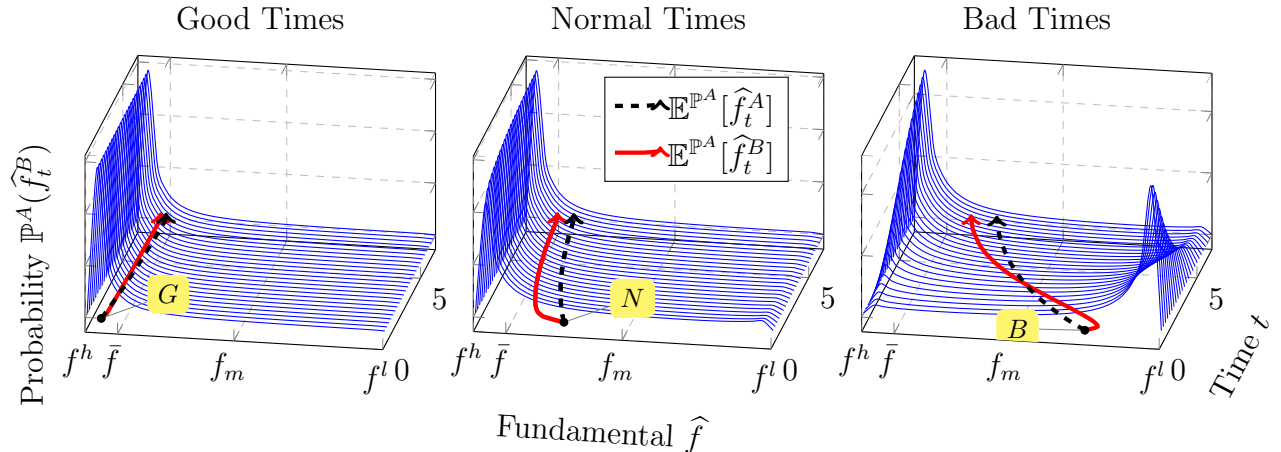 Good Times
Normal Times
Bad Times
Probability ℙ^A(f̂_t^B)
𝔼^{ℙ^A}[f̂_t^A]
𝔼^{ℙ^A}[f̂_t^B]
G
N
B
5
5
5
f^h f̄ f_m f^l 0
f^h f̄ f_m f^l 0
f^h f̄ f_m f^l 0
Time t
Fundamental f̂